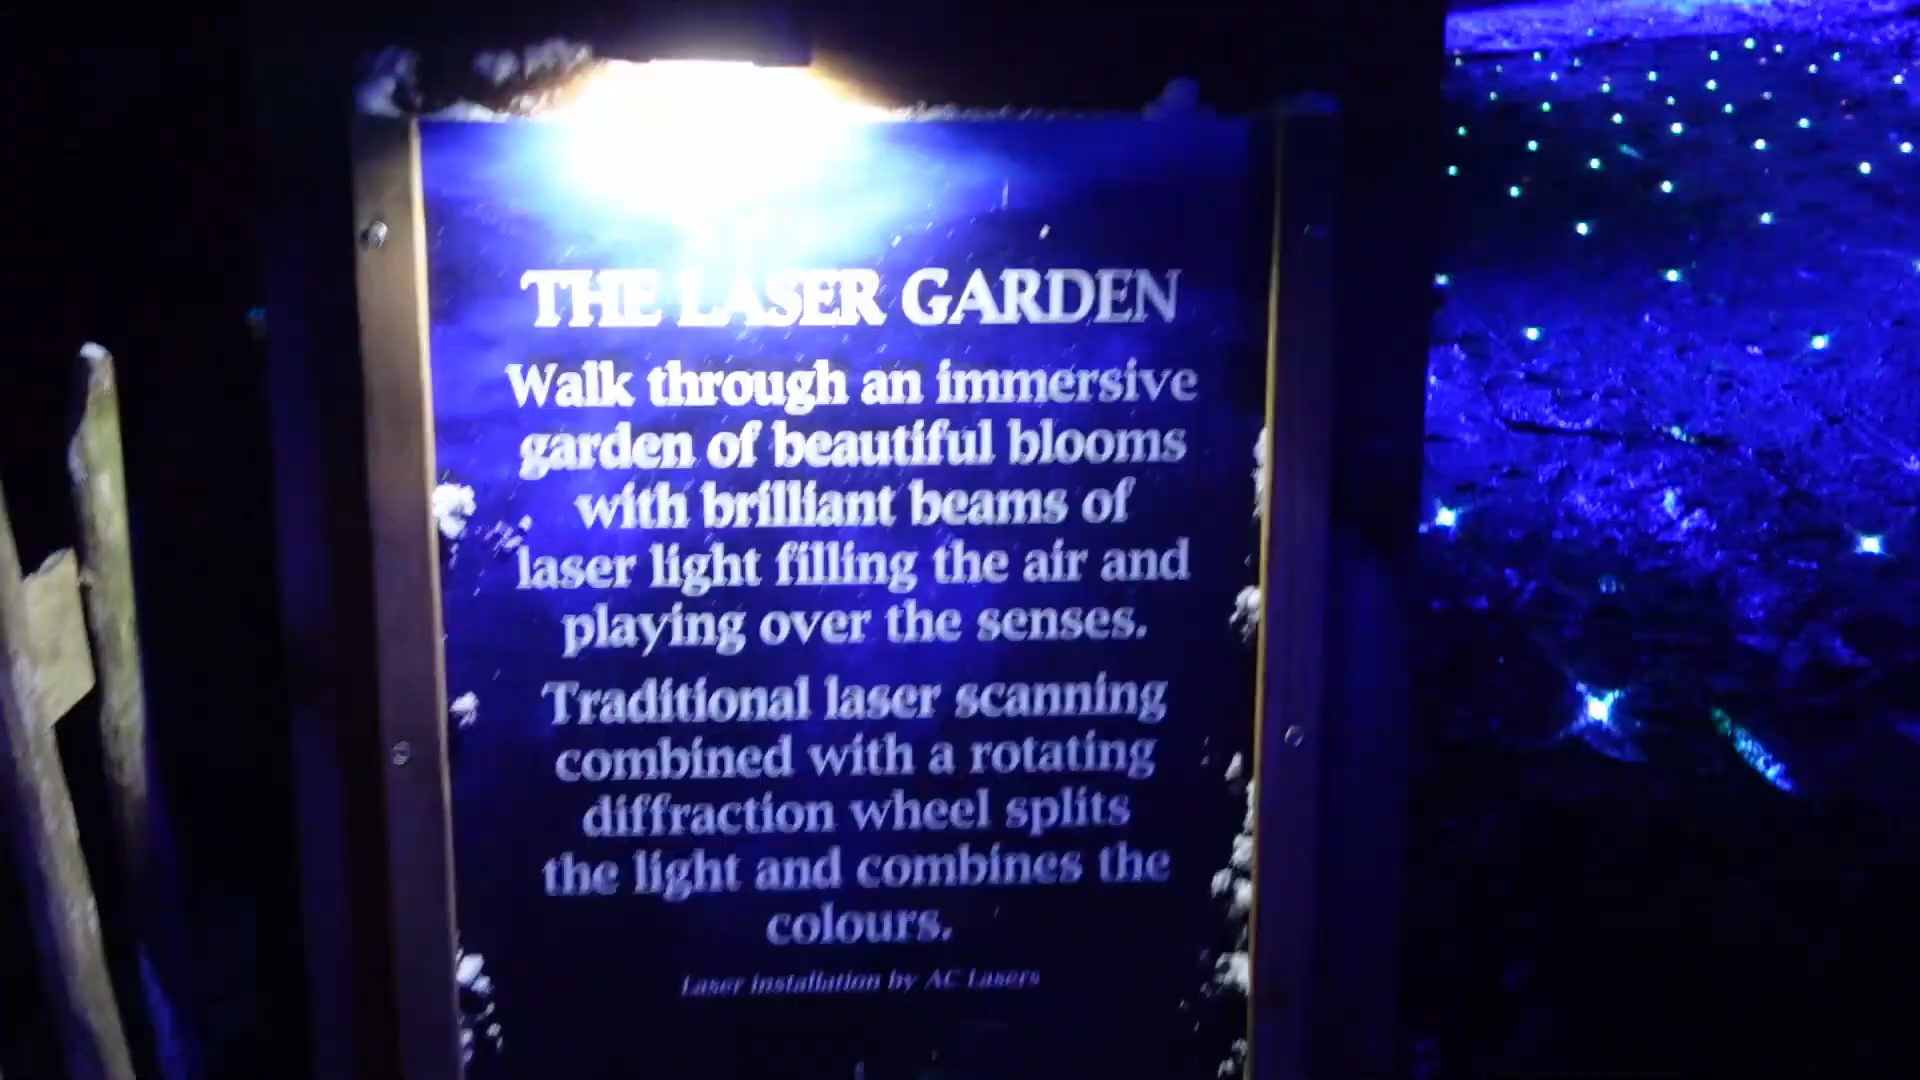 THE LASER GARDEN
Walk through an immersive
garden of beautiful blooms
with brilliant beams of
laser light filling the air and
playing over the senses.
Traditional laser scanning
combined with a rotating
diffraction wheel splits
the light and combines the
colours.
Laser installation by AC Lasers